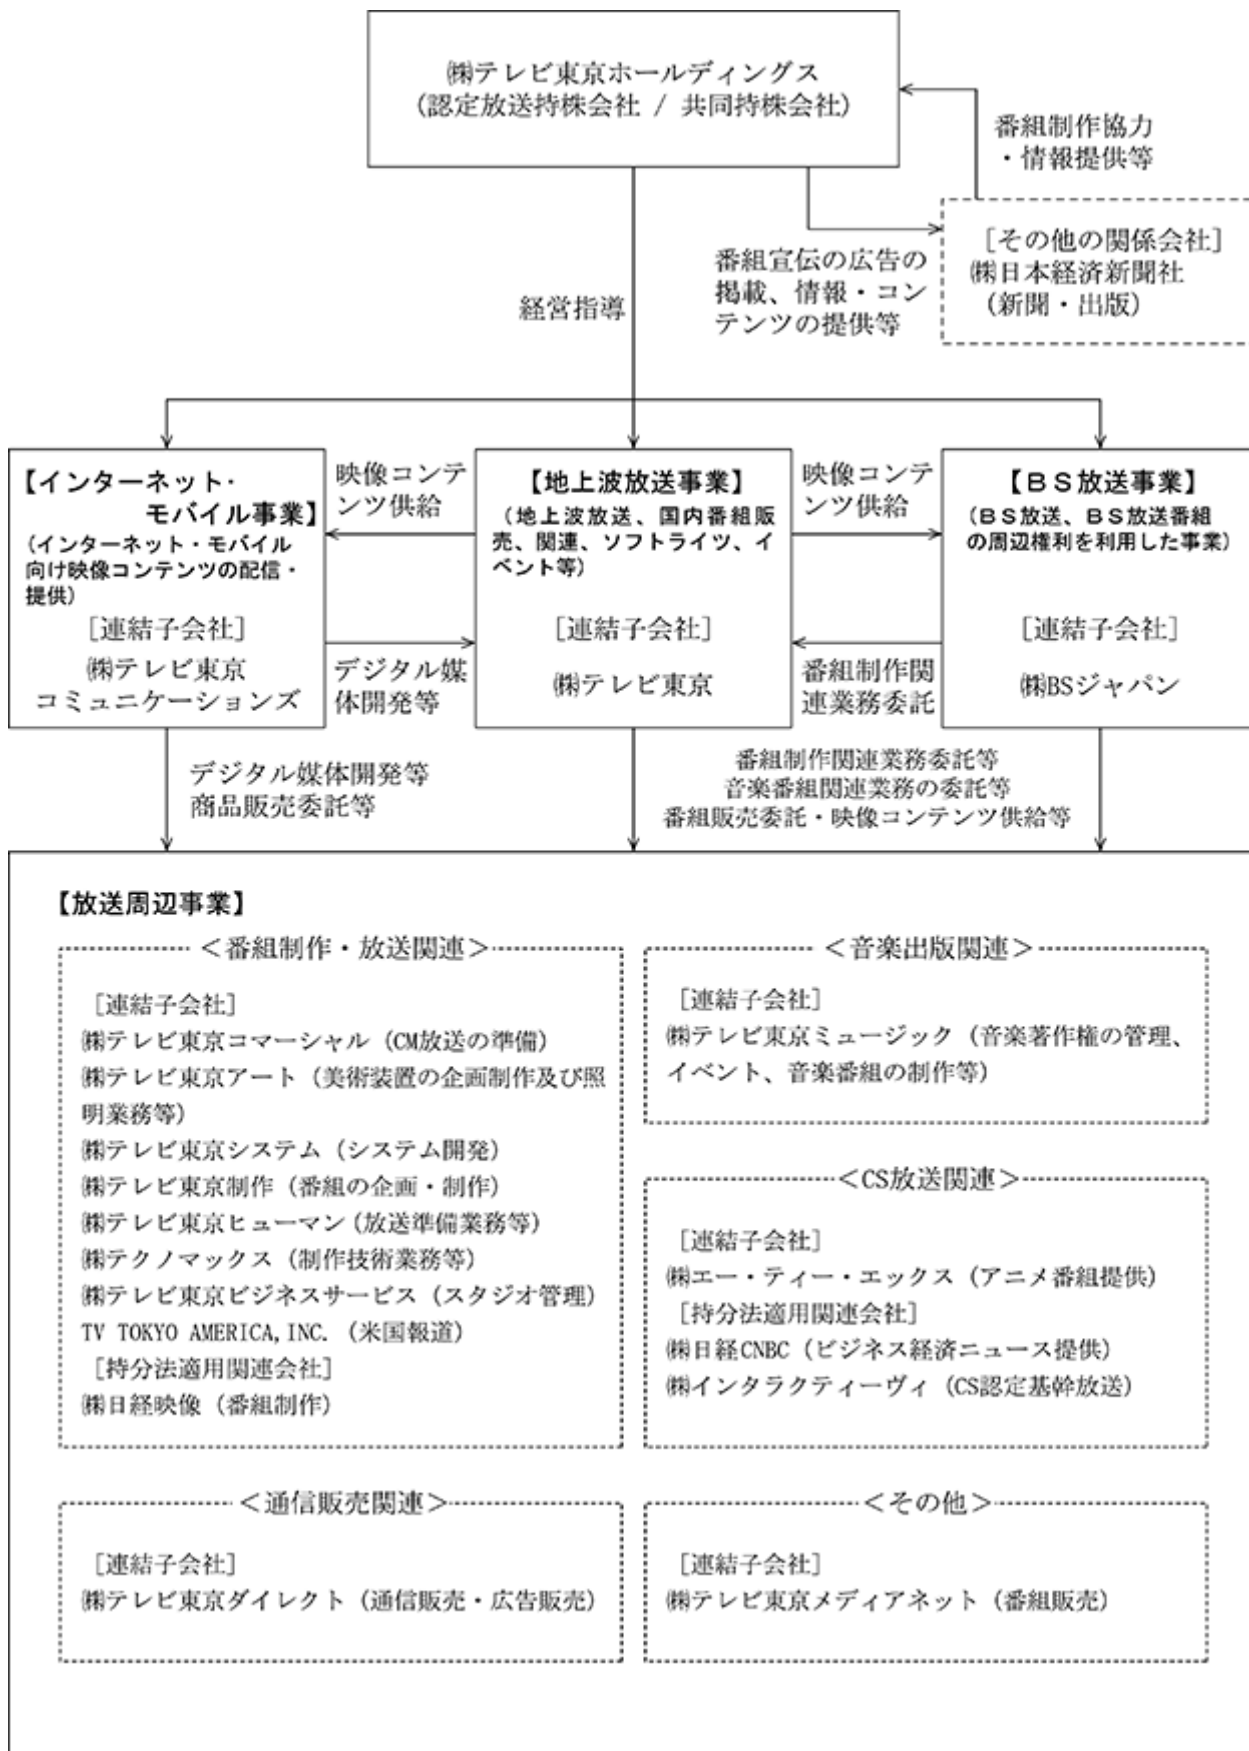 ㈱テレビ東京ホールディングス
(認定放送持株会社 / 共同持株会社)
番組制作協力
・情報提供等
[その他の関係会社]
㈱日本経済新聞社
(新聞・出版)
番組宣伝の広告の
掲載、情報・コン
テンツの提供等
経営指導
【インターネット・
モバイル事業】
(インターネット・モバイル
向け映像コンテンツの配信・
提供)
[連結子会社]
㈱テレビ東京
コミュニケーションズ
映像コンテ
ンツ供給
デジタル媒
体開発等
【地上波放送事業】
(地上波放送、国内番組販
売、関連、ソフトライツ、イ
ベント等)
[連結子会社]
㈱テレビ東京
映像コンテ
ンツ供給
番組制作関
連業務委託
【ＢＳ放送事業】
(ＢＳ放送、ＢＳ放送番組
の周辺権利を利用した事業)
[連結子会社]
㈱BSジャパン
デジタル媒体開発等
商品販売委託等
番組制作関連業務委託等
音楽番組関連業務の委託等
番組販売委託・映像コンテンツ供給等
【放送周辺事業】
＜番組制作・放送関連＞
[連結子会社]
㈱テレビ東京コマーシャル (CM放送の準備)
㈱テレビ東京アート (美術装置の企画制作及び照
明業務等)
㈱テレビ東京システム (システム開発)
㈱テレビ東京制作 (番組の企画・制作)
㈱テレビ東京ヒューマン (放送準備業務等)
㈱テクノマックス (制作技術業務等)
㈱テレビ東京ビジネスサービス (スタジオ管理)
TV TOKYO AMERICA,INC. (米国報道)
[持分法適用関連会社]
㈱日経映像 (番組制作)
＜音楽出版関連＞
[連結子会社]
㈱テレビ東京ミュージック (音楽著作権の管理、
イベント、音楽番組の制作等)
＜CS放送関連＞
[連結子会社]
㈱エー・ティー・エックス (アニメ番組提供)
[持分法適用関連会社]
㈱日経CNBC (ビジネス経済ニュース提供)
㈱インタラクティーヴィ (CS認定基幹放送)
＜通信販売関連＞
[連結子会社]
㈱テレビ東京ダイレクト (通信販売・広告販売)
＜その他＞
[連結子会社]
㈱テレビ東京メディアネット (番組販売)